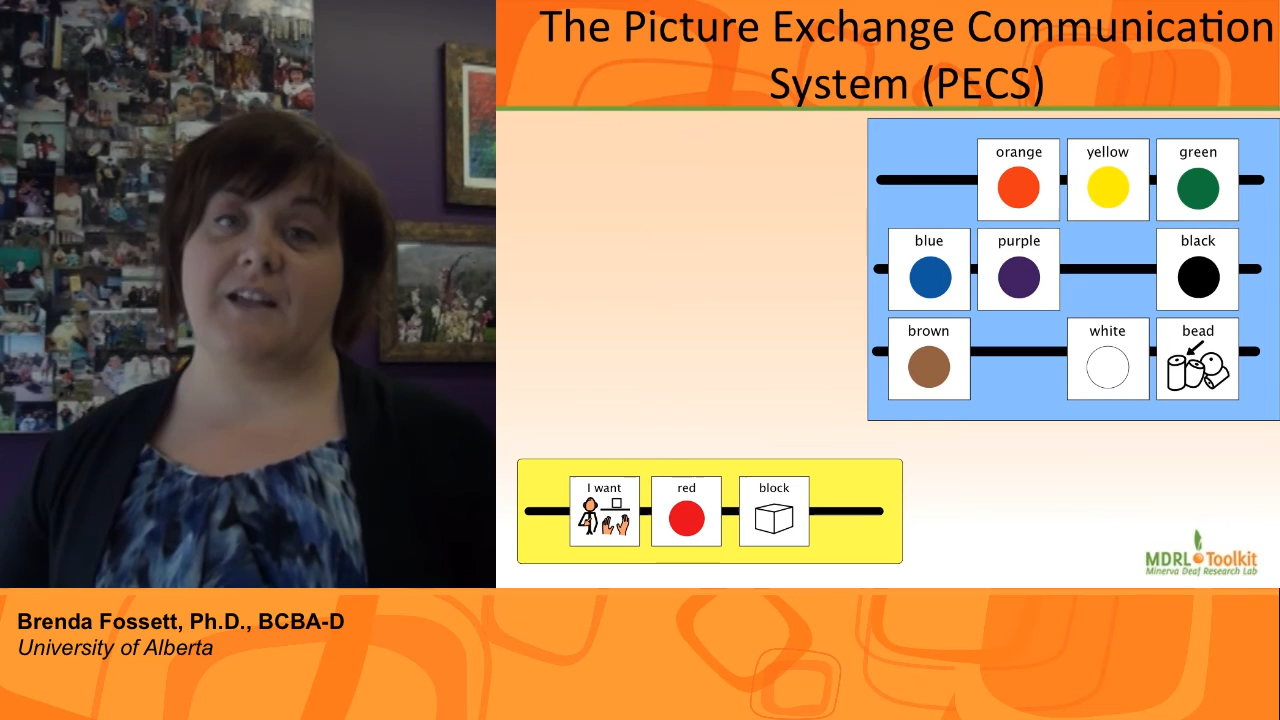 The Picture Exchange Communication
System (PECS)
orange yellow green
blue purple black
brown white bead
I want red block
MDRL Toolkit
Minerva Deaf Research Lab
Brenda Fossett, Ph.D., BCBA-D
University of Alberta